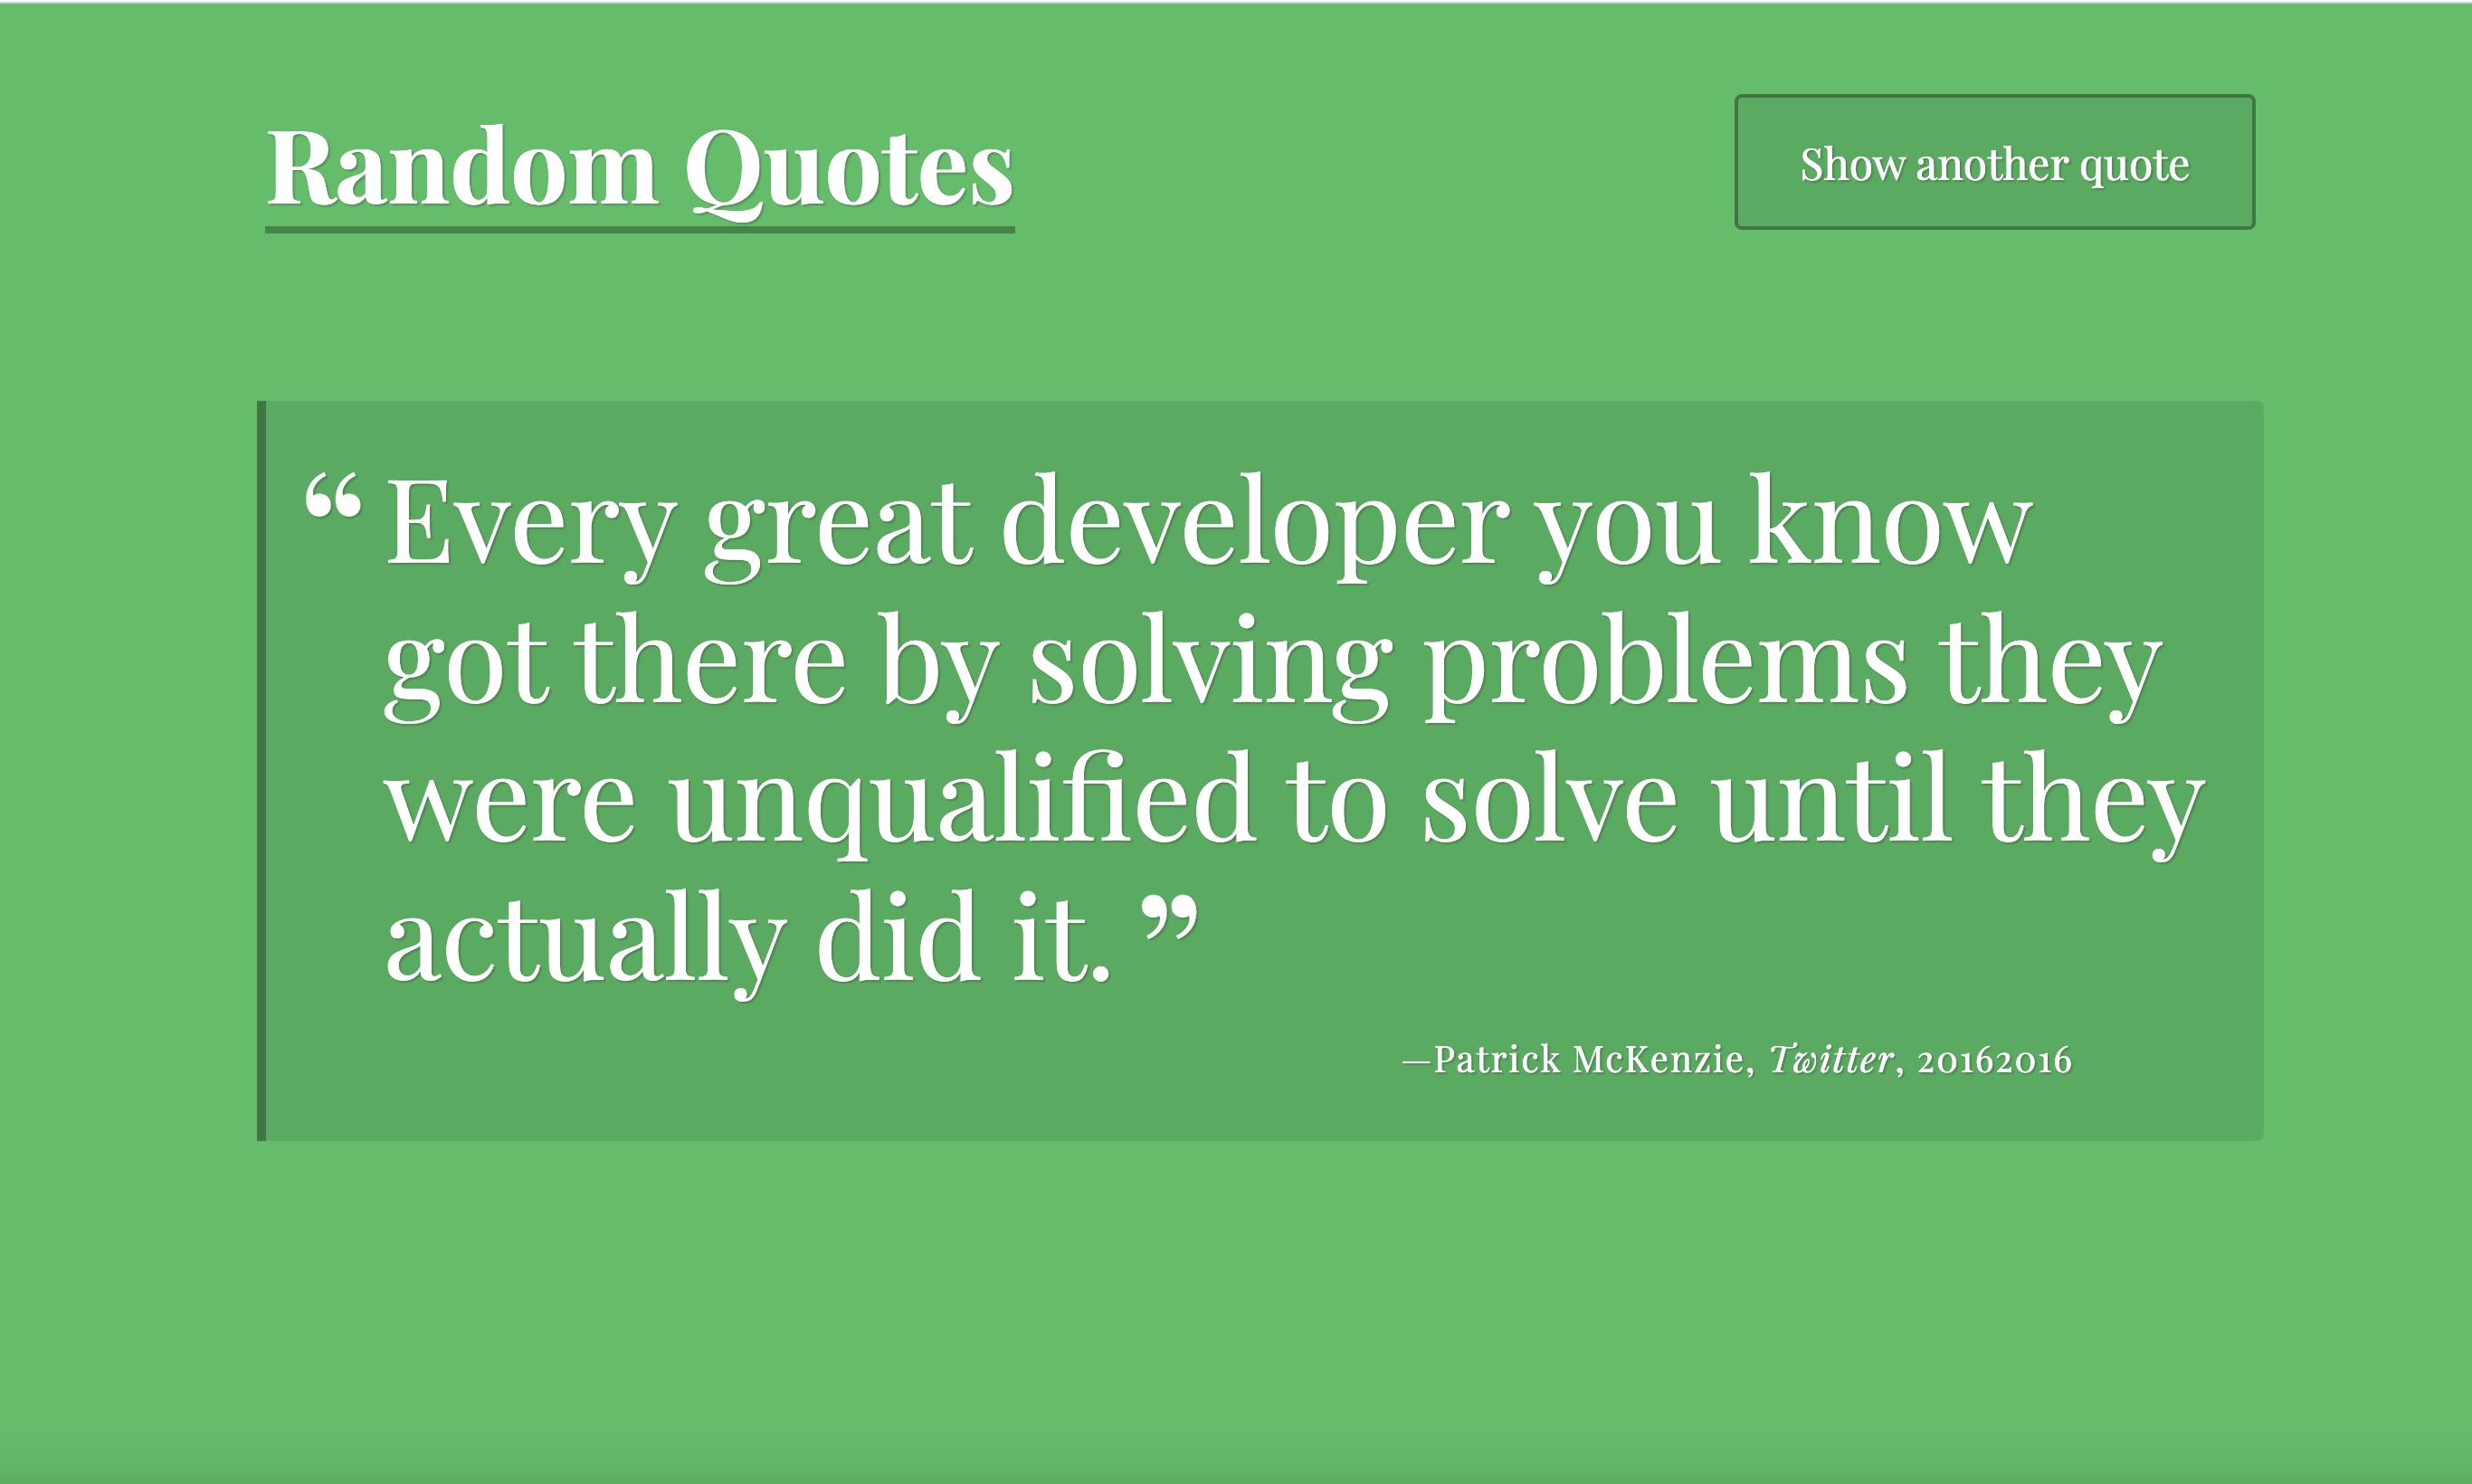 Random Quotes
Show another quote
“ Every great developer you know
got there by solving problems they
were unqualified to solve until they
actually did it. ”
—Patrick McKenzie, Twitter, 20162016